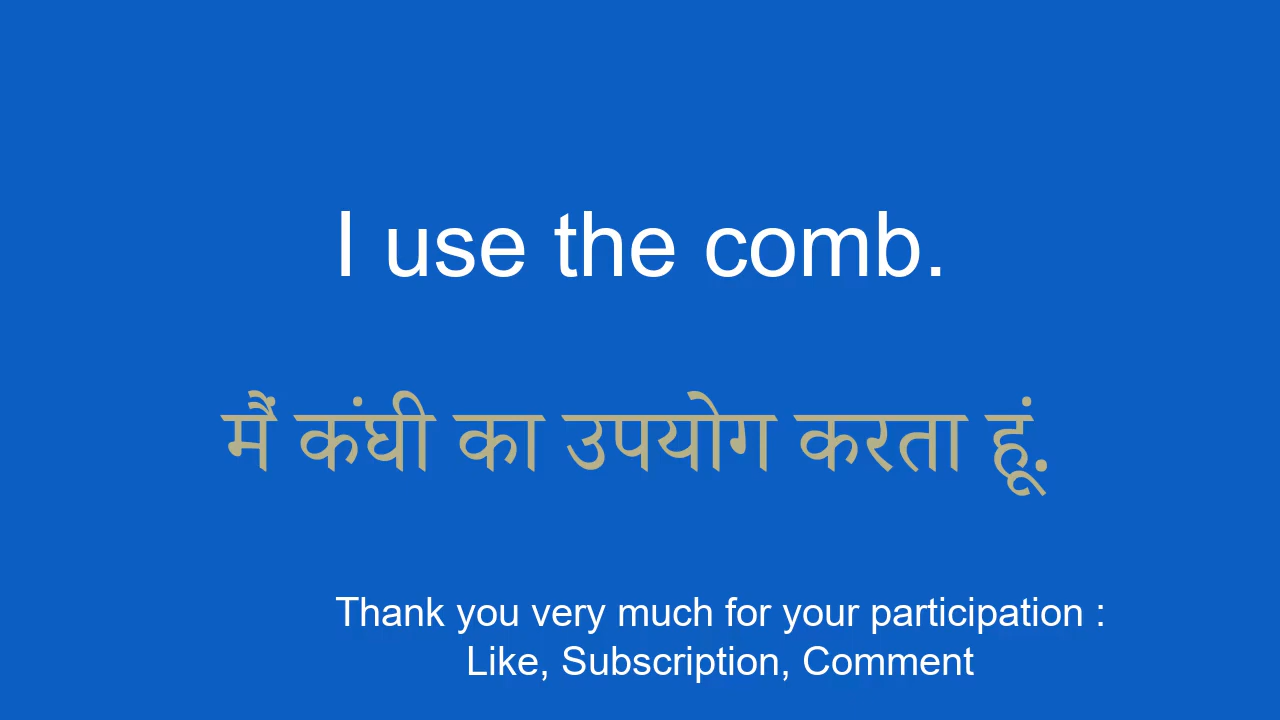 I use the comb.
मैं कंघी का उपयोग करता हूं.
Thank you very much for your participation :
Like, Subscription, Comment